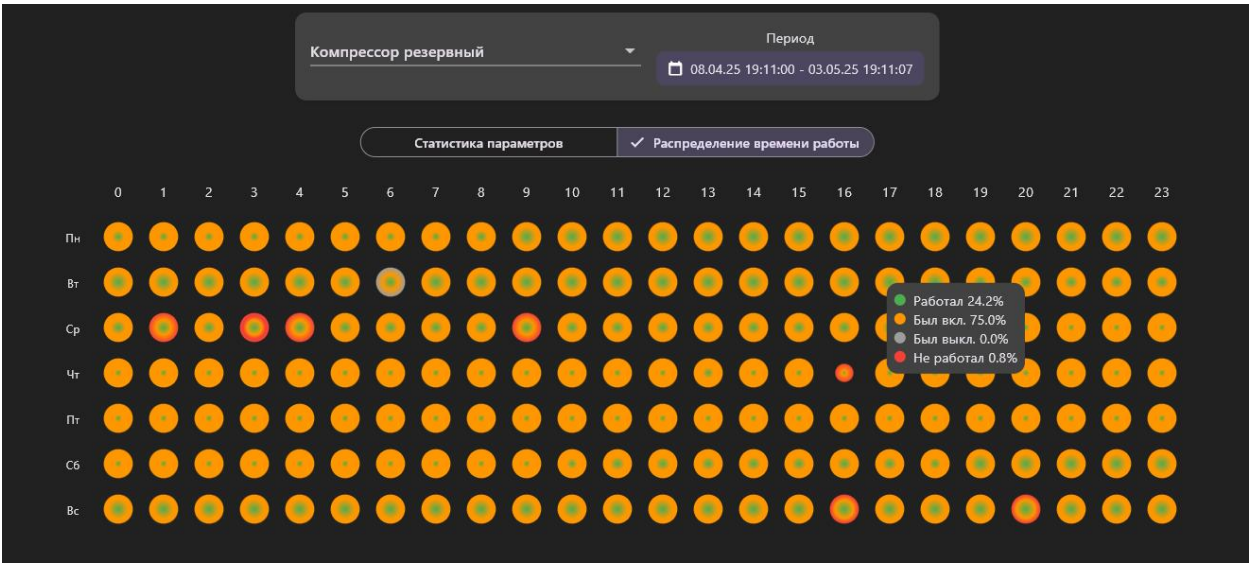 Период
Компрессор резервный
08.04.25 19:11:00 - 03.05.25 19:11:07
Статистика параметров
Распределение времени работы
0 1 2 3 4 5 6 7 8 9 10 11 12 13 14 15 16 17 18 19 20 21 22 23
Пн
Вт
Работал 24.2%
Был вкл. 75.0%
Ср
Был выкл. 0.0%
Не работал 0.8%
Чт
Пт
Сб
Вс